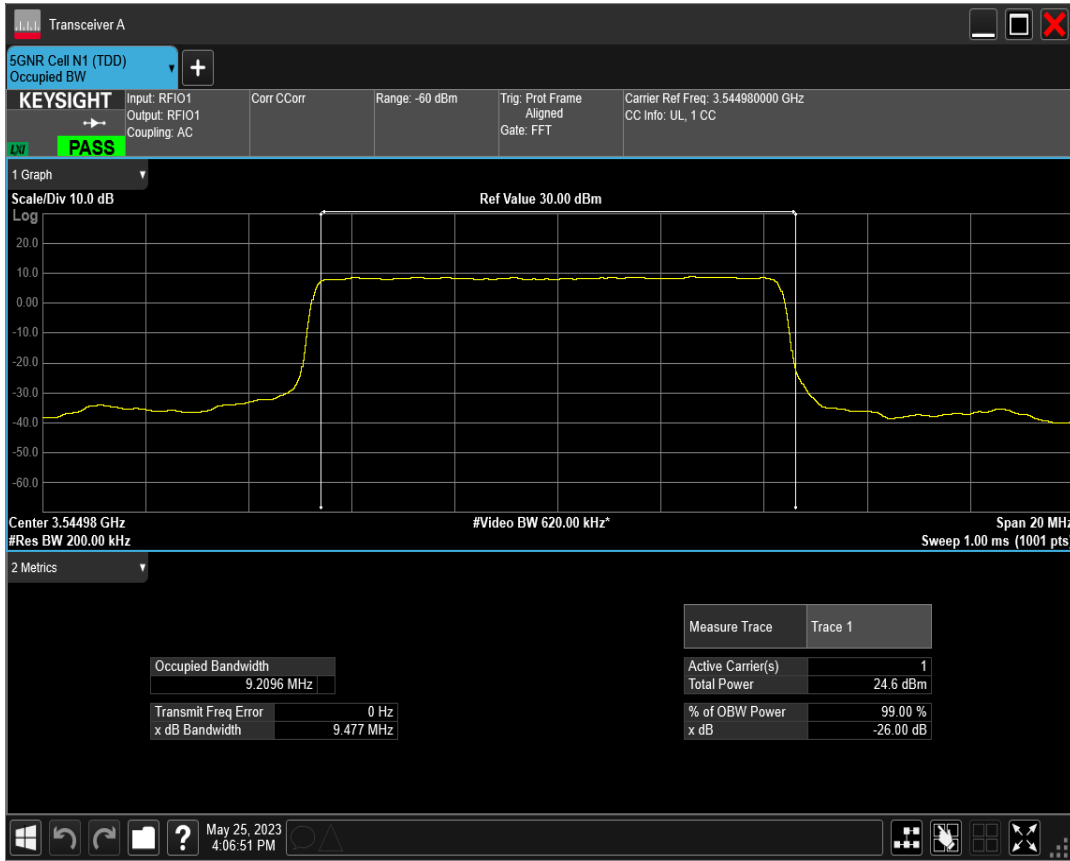 Transceiver A
5GNR Cell N1 (TDD)
Occupied BW
+
KEYSIGHT
LXI
PASS
Input: RFIO1
Output: RFIO1
Coupling: AC
Corr CCorr
Range: -60 dBm
Trig: Prot Frame
Aligned
Gate: FFT
Carrier Ref Freq: 3.544980000 GHz
CC Info: UL, 1 CC
1 Graph
Scale/Div 10.0 dB
Ref Value 30.00 dBm
Log
20.0
10.0
0.00
-10.0
-20.0
-30.0
-40.0
-50.0
-60.0
Center 3.54498 GHz
#Video BW 620.00 kHz*
Span 20 MHz
#Res BW 200.00 kHz
Sweep 1.00 ms (1001 pts)
2 Metrics
Measure Trace Trace 1
Occupied Bandwidth
9.2096 MHz
Active Carrier(s) 1
Total Power 24.6 dBm
Transmit Freq Error 0 Hz
x dB Bandwidth 9.477 MHz
% of OBW Power 99.00 %
x dB -26.00 dB
?
May 25, 2023
4:06:51 PM